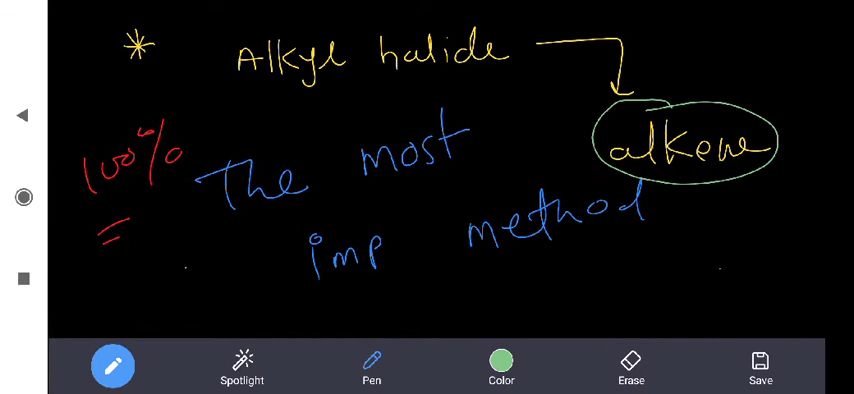 * Alkyl halide
alkene
100% The most
imp method
Spotlight Pen Color Erase Save